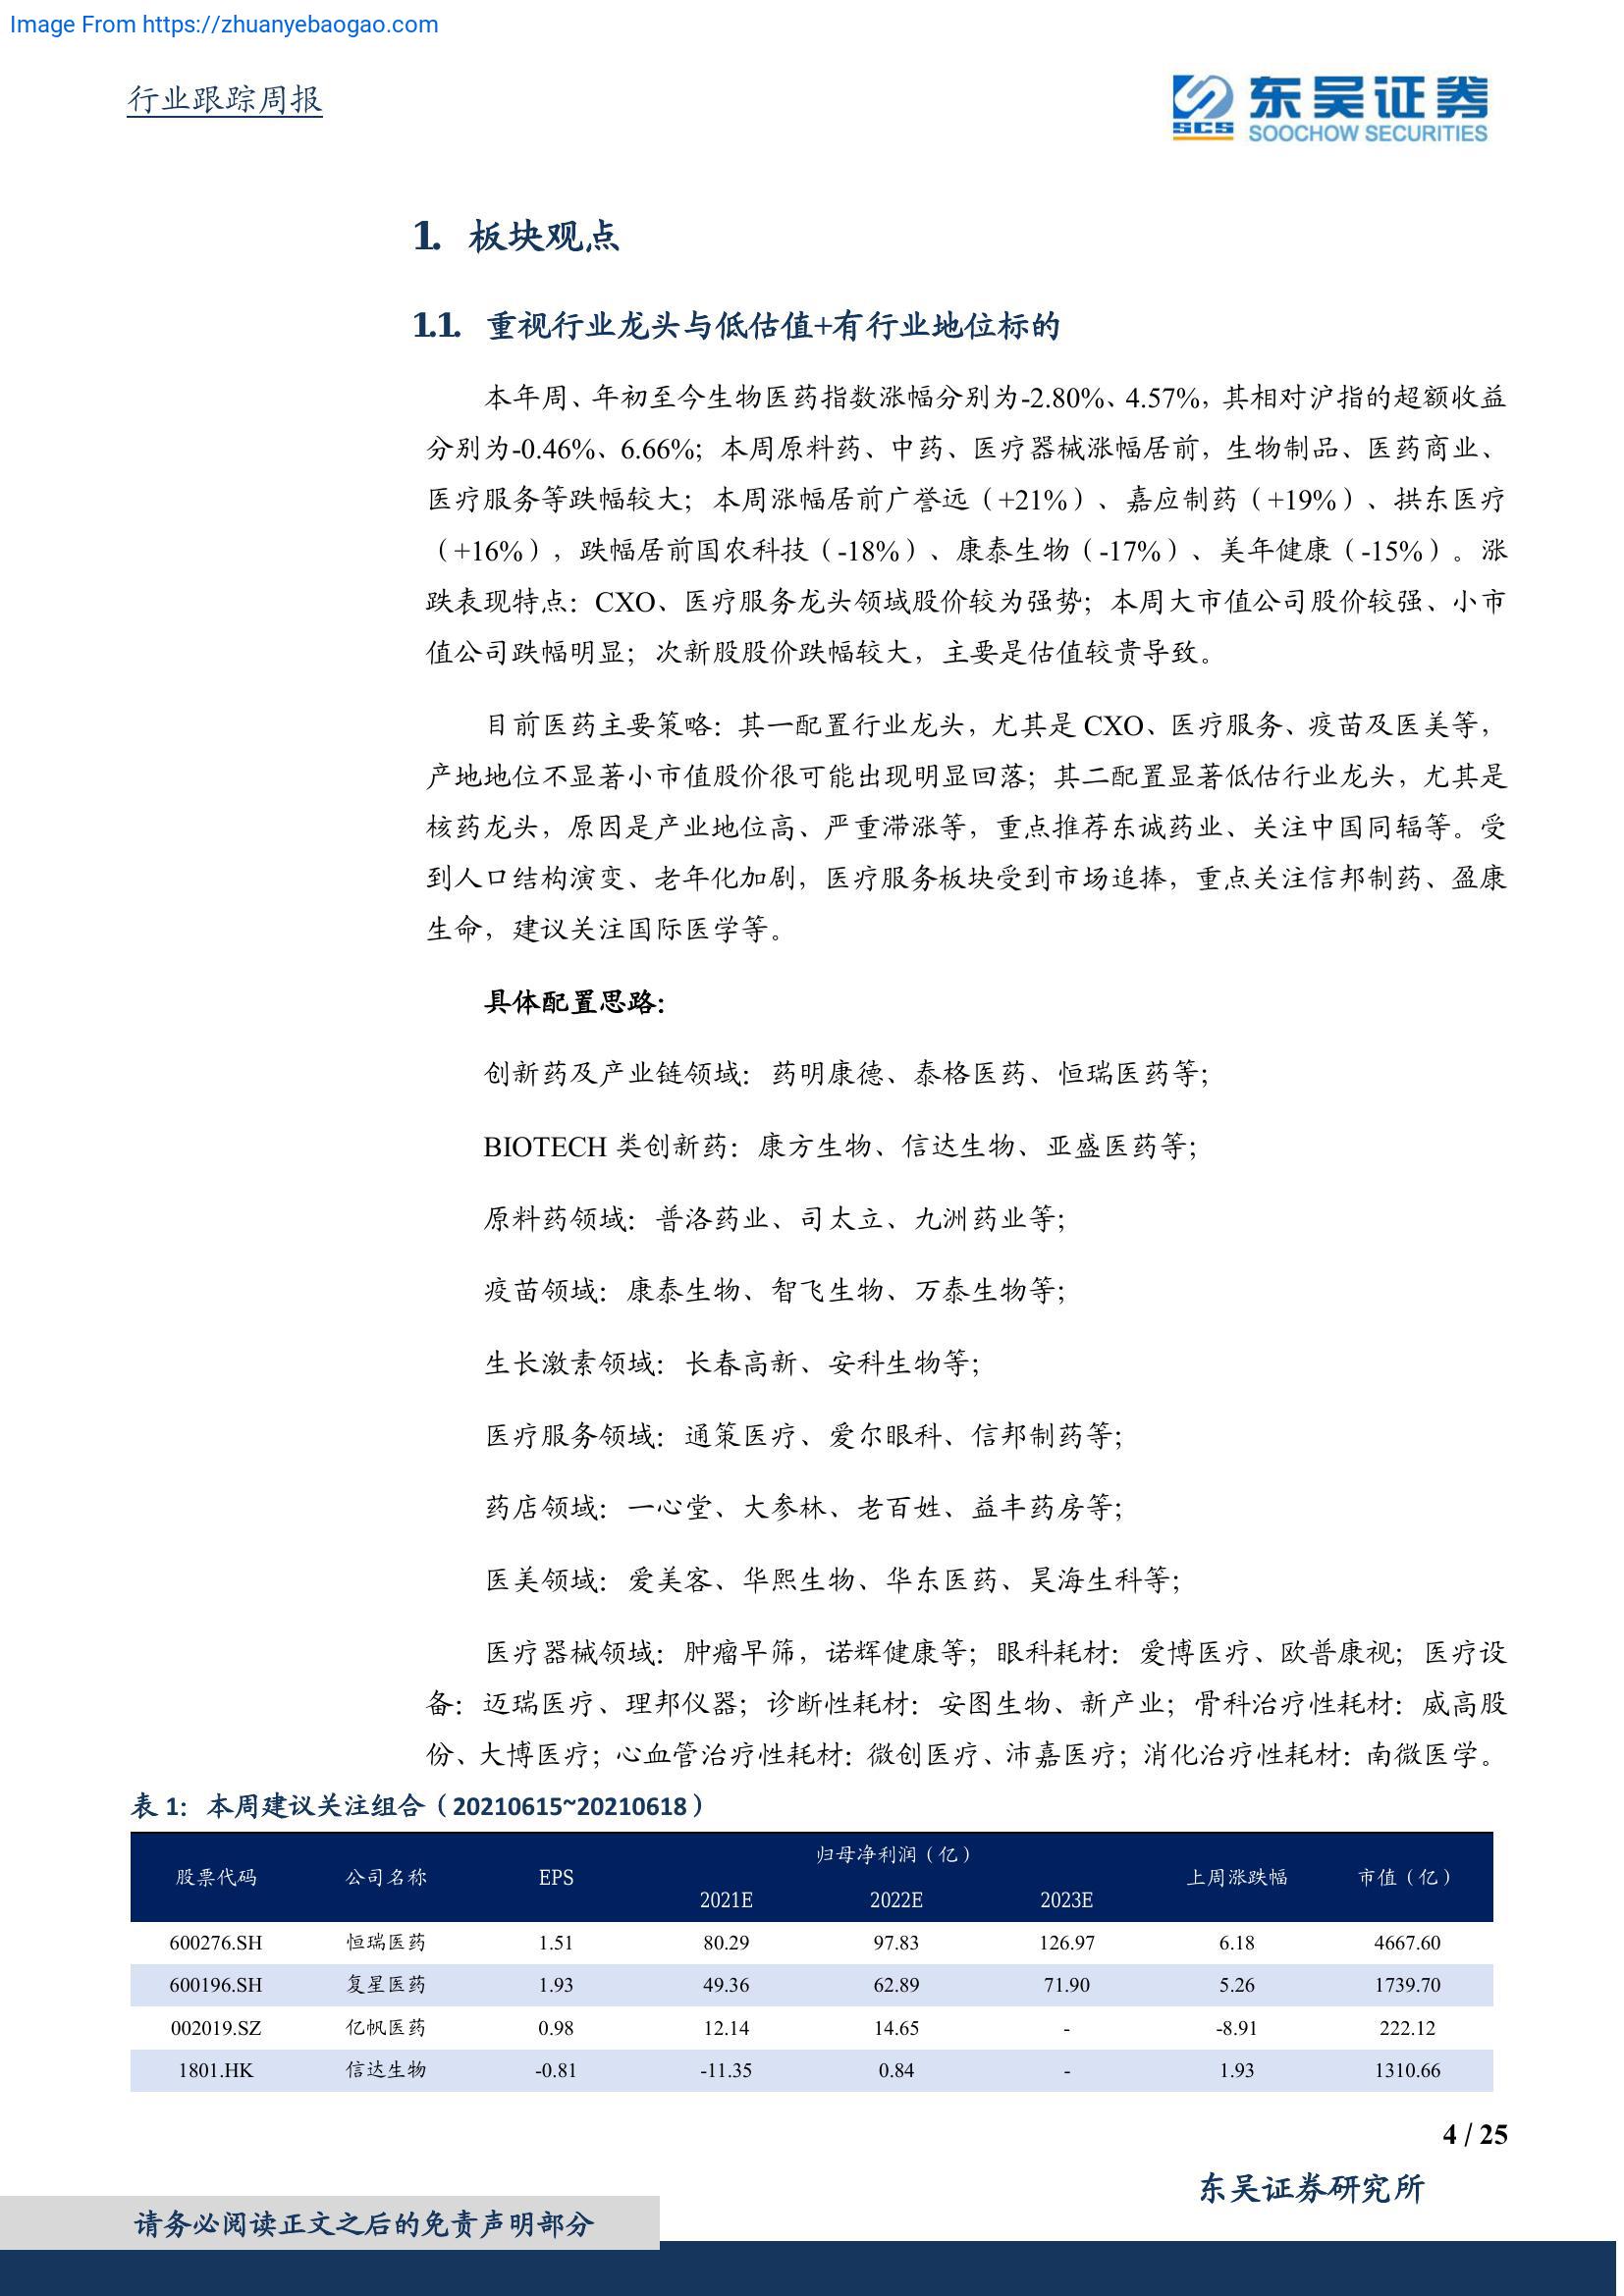 Image From https://zhuanyebaogao.com
行业跟踪周报
SCS
东吴证券
SOOCHOW SECURITIES
1. 板块观点
1.1. 重视行业龙头与低估值+有行业地位标的
本年周、年初至今生物医药指数涨幅分别为-2.80%、4.57%，其相对沪指的超额收益
分别为-0.46%、6.66%；本周原料药、中药、医疗器械涨幅居前，生物制品、医药商业、
医疗服务等跌幅较大；本周涨幅居前广誉远（+21%）、嘉应制药（+19%）、拱东医疗
（+16%），跌幅居前国农科技（-18%）、康泰生物（-17%）、美年健康（-15%）。涨
跌表现特点：CXO、医疗服务龙头领域股价较为强势；本周大市值公司股价较强、小市
值公司跌幅明显；次新股股价跌幅较大，主要是估值较贵导致。
目前医药主要策略：其一配置行业龙头，尤其是 CXO、医疗服务、疫苗及医美等，
产地地位不显著小市值股价很可能出现明显回落；其二配置显著低估行业龙头，尤其是
核药龙头，原因是产业地位高、严重滞涨等，重点推荐东诚药业、关注中国同辐等。受
到人口结构演变、老年化加剧，医疗服务板块受到市场追捧，重点关注信邦制药、盈康
生命，建议关注国际医学等。
具体配置思路：
创新药及产业链领域：药明康德、泰格医药、恒瑞医药等；
BIOTECH 类创新药：康方生物、信达生物、亚盛医药等；
原料药领域：普洛药业、司太立、九洲药业等；
疫苗领域：康泰生物、智飞生物、万泰生物等；
生长激素领域：长春高新、安科生物等；
医疗服务领域：通策医疗、爱尔眼科、信邦制药等；
药店领域：一心堂、大参林、老百姓、益丰药房等；
医美领域：爱美客、华熙生物、华东医药、昊海生科等；
医疗器械领域：肿瘤早筛，诺辉健康等；眼科耗材：爱博医疗、欧普康视；医疗设
备：迈瑞医疗、理邦仪器；诊断性耗材：安图生物、新产业；骨科治疗性耗材：威高股
份、大博医疗；心血管治疗性耗材：微创医疗、沛嘉医疗；消化治疗性耗材：南微医学。
表 1：本周建议关注组合（20210615~20210618）
股票代码 公司名称 EPS 归母净利润（亿） 上周涨跌幅 市值（亿）
2021E 2022E 2023E
600276.SH 恒瑞医药 1.51 80.29 97.83 126.97 6.18 4667.60
600196.SH 复星医药 1.93 49.36 62.89 71.90 5.26 1739.70
002019.SZ 亿帆医药 0.98 12.14 14.65 - -8.91 222.12
1801.HK 信达生物 -0.81 -11.35 0.84 - 1.93 1310.66
4 / 25
东吴证券研究所
请务必阅读正文之后的免责声明部分